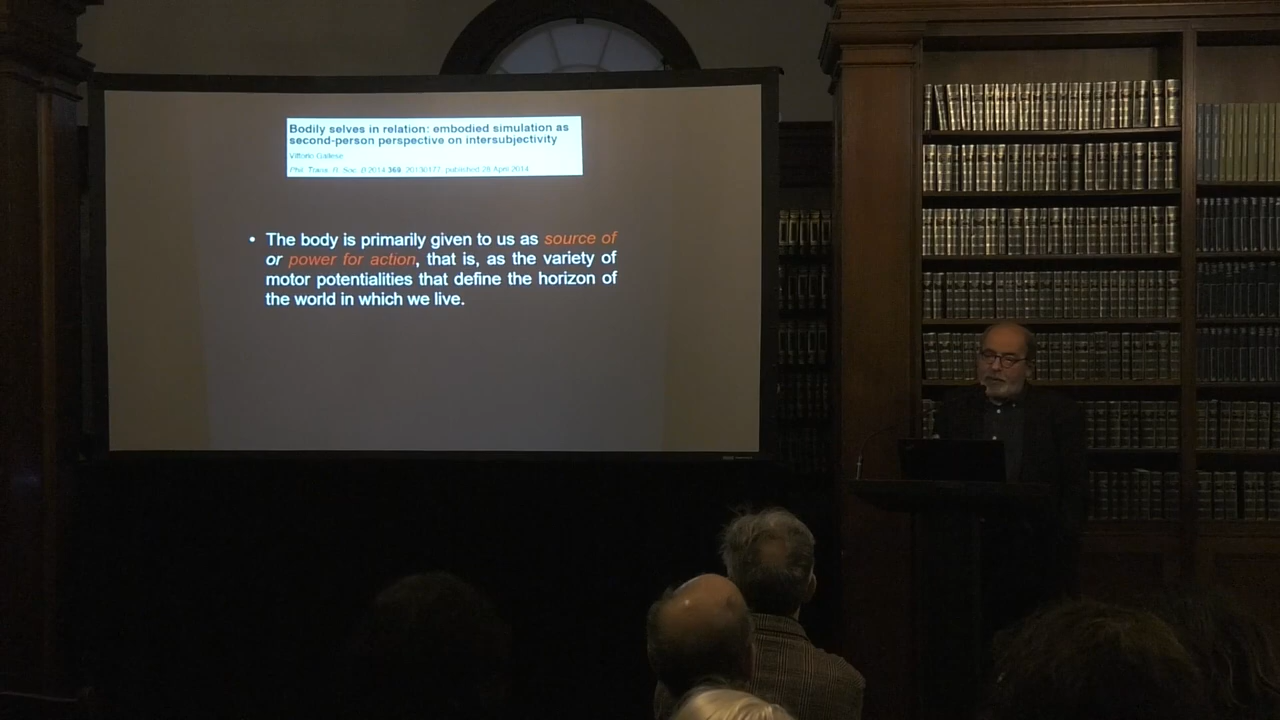 Bodily selves in relation: embodied simulation as
second-person perspective on intersubjectivity
Vittorio Gallese
Phil. Trans. R. Soc. B 2014 369, 20130177, published 28 April 2014
• The body is primarily given to us as source of
or power for action, that is, as the variety of
motor potentialities that define the horizon of
the world in which we live.